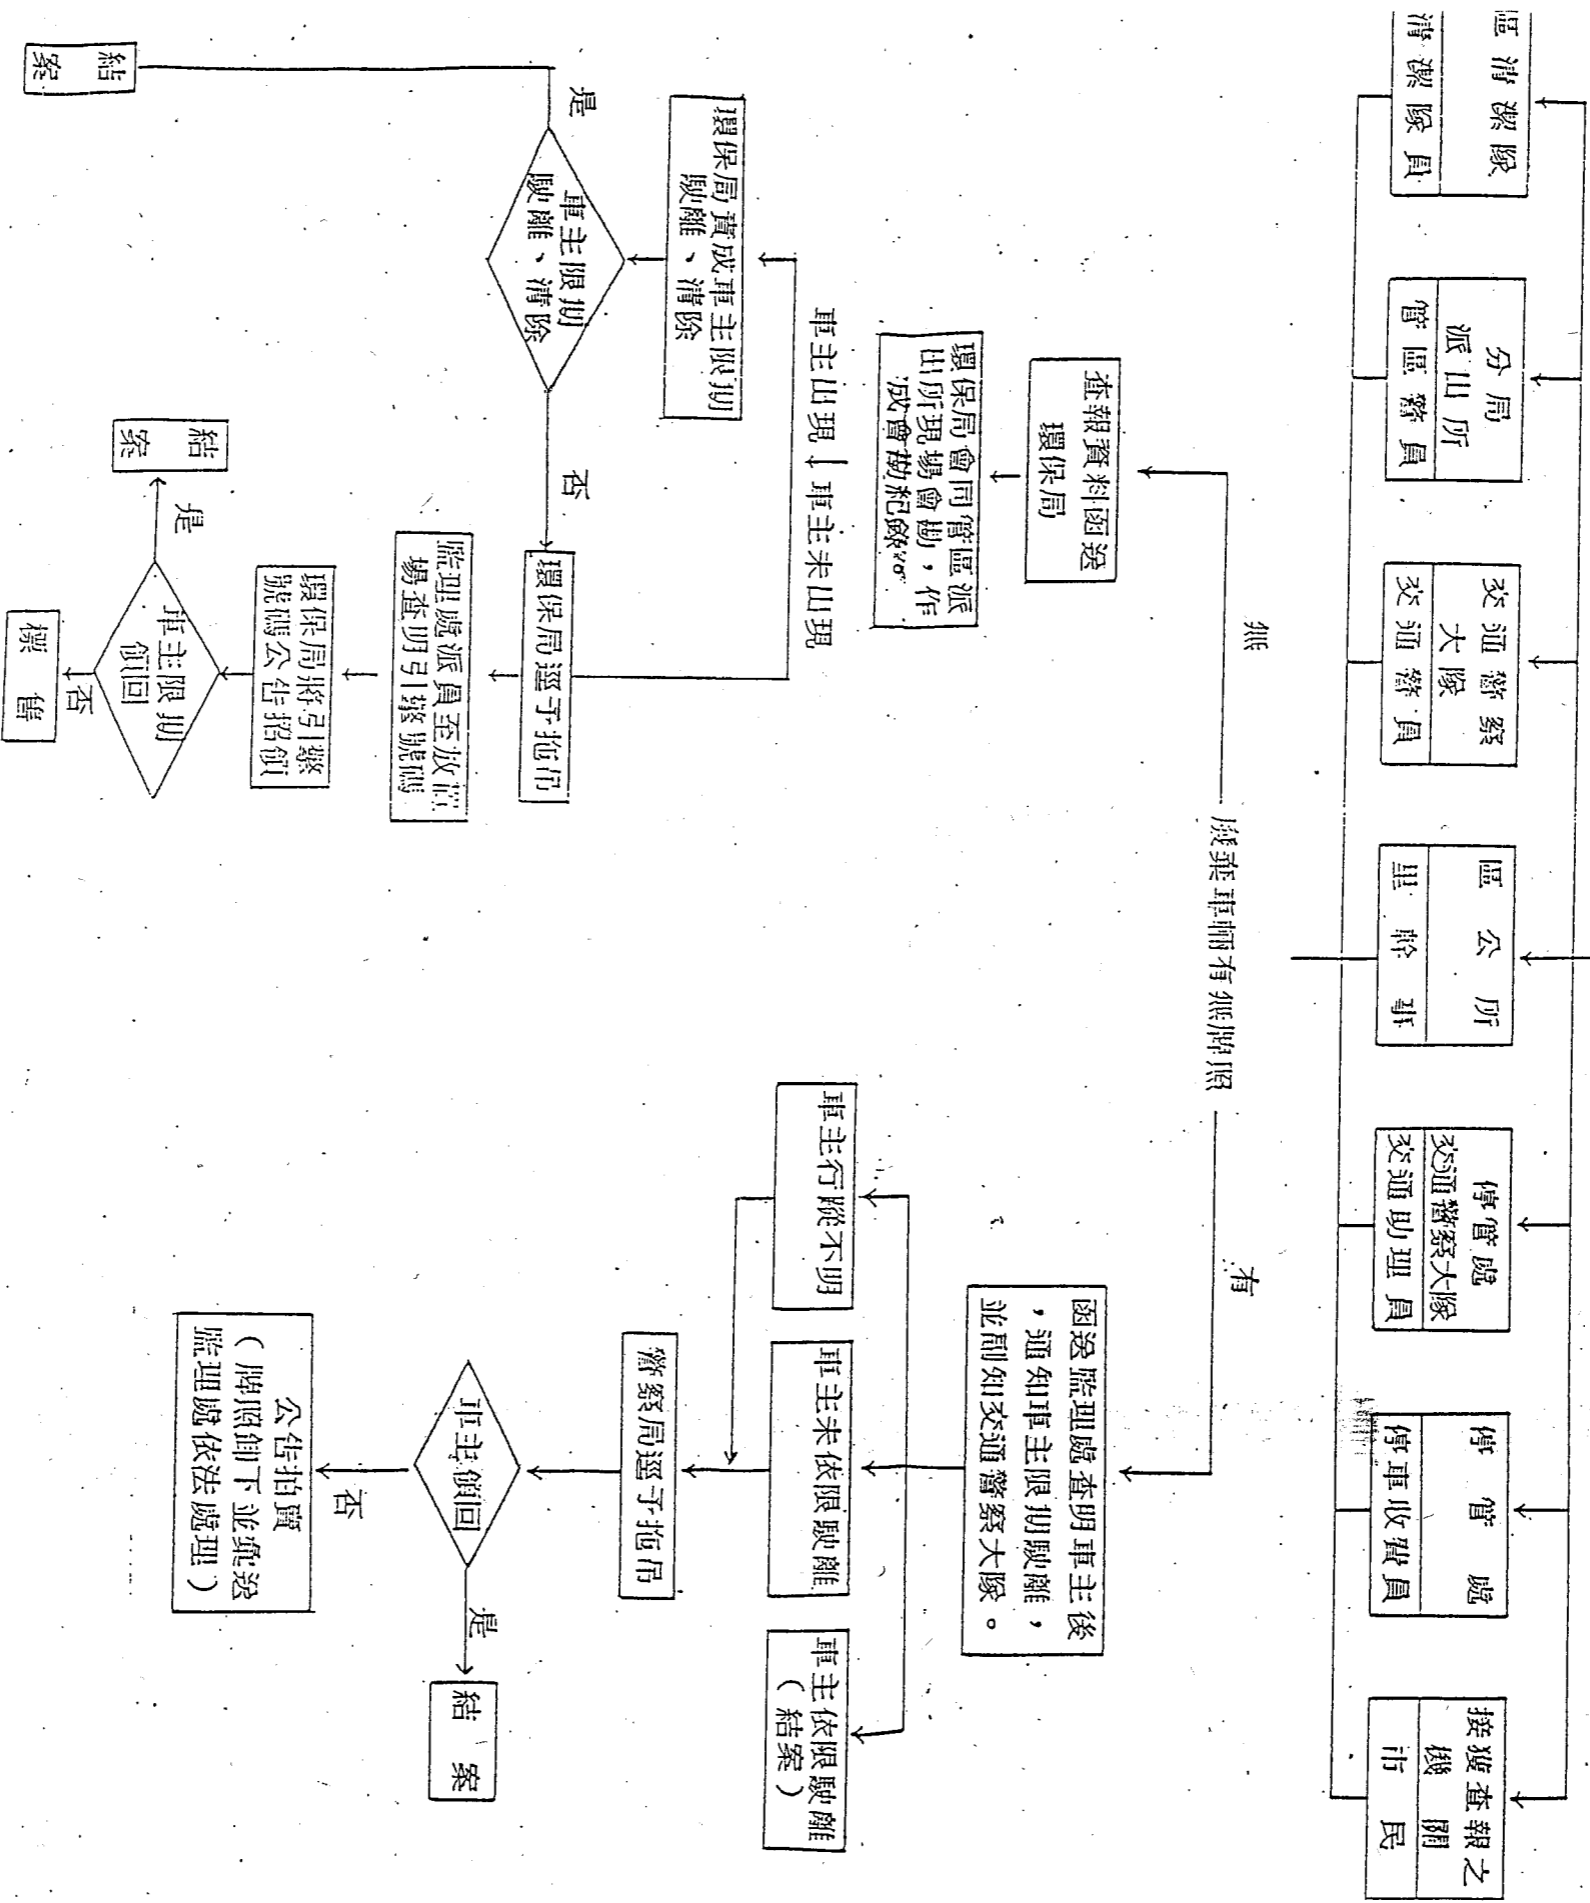 區清潔隊
清潔隊員
分局
派出所
管區警員
交通警察
大隊
交通警員
區公所
里幹事
停管處
交通警察大隊
交通助理員
停管處
停車收費員
接獲查報之
機關
市民
廢棄車輛有無牌照
無
有
查報資料函送
環保局
環保局會同管區派
出所現場會勘,作
成會勘紀錄。
車主出現
車主未出現
環保局責成車主限期
駛離、清除
車主限期
駛離、清除
是
結案
否
環保局逕予拖吊
監理處派員至放置
場查明引擎號碼
環保局將引擎
號碼公告招領
車主限期
領回
是
結案
否
標售
函送監理處查明車主後
,通知車主限期駛離,
並副知交通警察大隊。
車主行蹤不明
車主未依限駛離
車主依限駛離
(結案)
警察局逕予拖吊
車主領回
是
結案
否
公告拍賣
(牌照卸下並彙送
監理處依法處理)